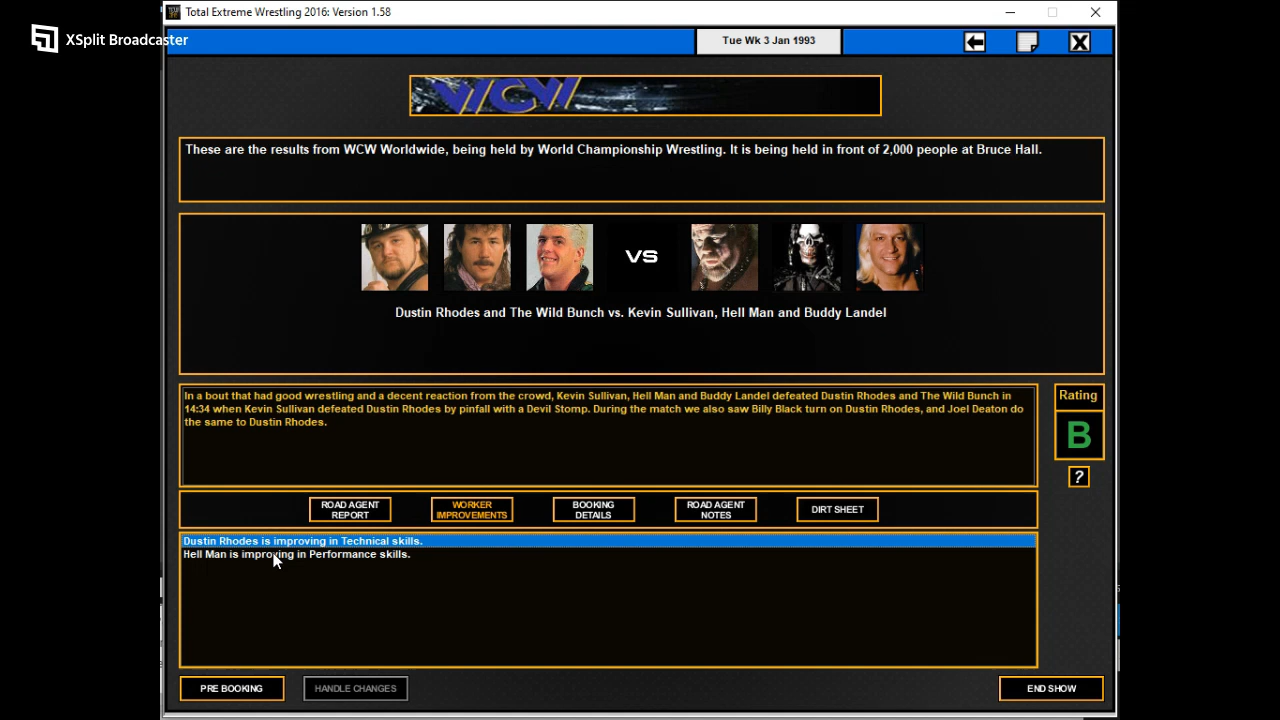 Total Extreme Wrestling 2016: Version 1.58
XSplit Broadcaster
Tue Wk 3 Jan 1993
WCW
These are the results from WCW Worldwide, being held by World Championship Wrestling. It is being held in front of 2,000 people at Bruce Hall.
VS
Dustin Rhodes and The Wild Bunch vs. Kevin Sullivan, Hell Man and Buddy Landel
In a bout that had good wrestling and a decent reaction from the crowd, Kevin Sullivan, Hell Man and Buddy Landel defeated Dustin Rhodes and The Wild Bunch in
14:34 when Kevin Sullivan defeated Dustin Rhodes by pinfall with a Devil Stomp. During the match we also saw Billy Black turn on Dustin Rhodes, and Joel Deaton do
the same to Dustin Rhodes.
Rating
B
?
ROAD AGENT
REPORT
WORKER
IMPROVEMENTS
BOOKING
DETAILS
ROAD AGENT
NOTES
DIRT SHEET
Dustin Rhodes is improving in Technical skills.
Hell Man is improving in Performance skills.
PRE BOOKING
HANDLE CHANGES
END SHOW